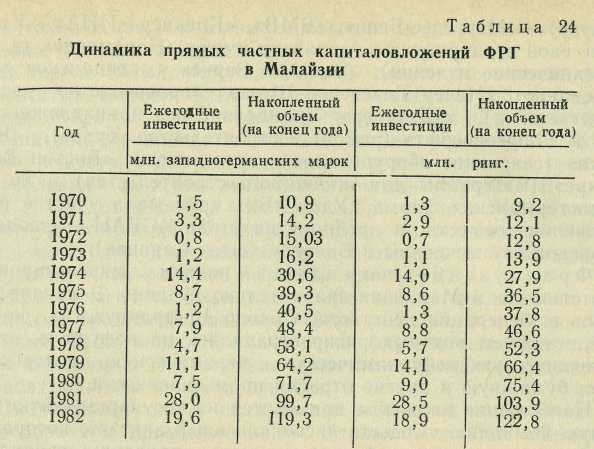 Таблица 24
Динамика прямых частных капиталовложений ФРГ
в Малайзии
Год Ежегодные инвестиции Накопленный объем (на конец года) Ежегодные инвестиции Накопленный объем (на конец года)
млн. западногерманских марок млн. ринг.
1970 1,5 10,9 1,3 9,2
1971 3,3 14,2 2,9 12,1
1972 0,8 15,03 0,7 12,8
1973 1,2 16,2 1,1 13,9
1974 14,4 30,6 14,0 27,9
1975 8,7 39,3 8,6 36,5
1976 1,2 40,5 1,3 37,8
1977 7,9 48,4 8,8 46,6
1978 4,7 53,1 5,7 52,3
1979 11,1 64,2 14,1 66,4
1980 7,5 71,7 9,0 75,4
1981 28,0 99,7 28,5 103,9
1982 19,6 119,3 18,9 122,8